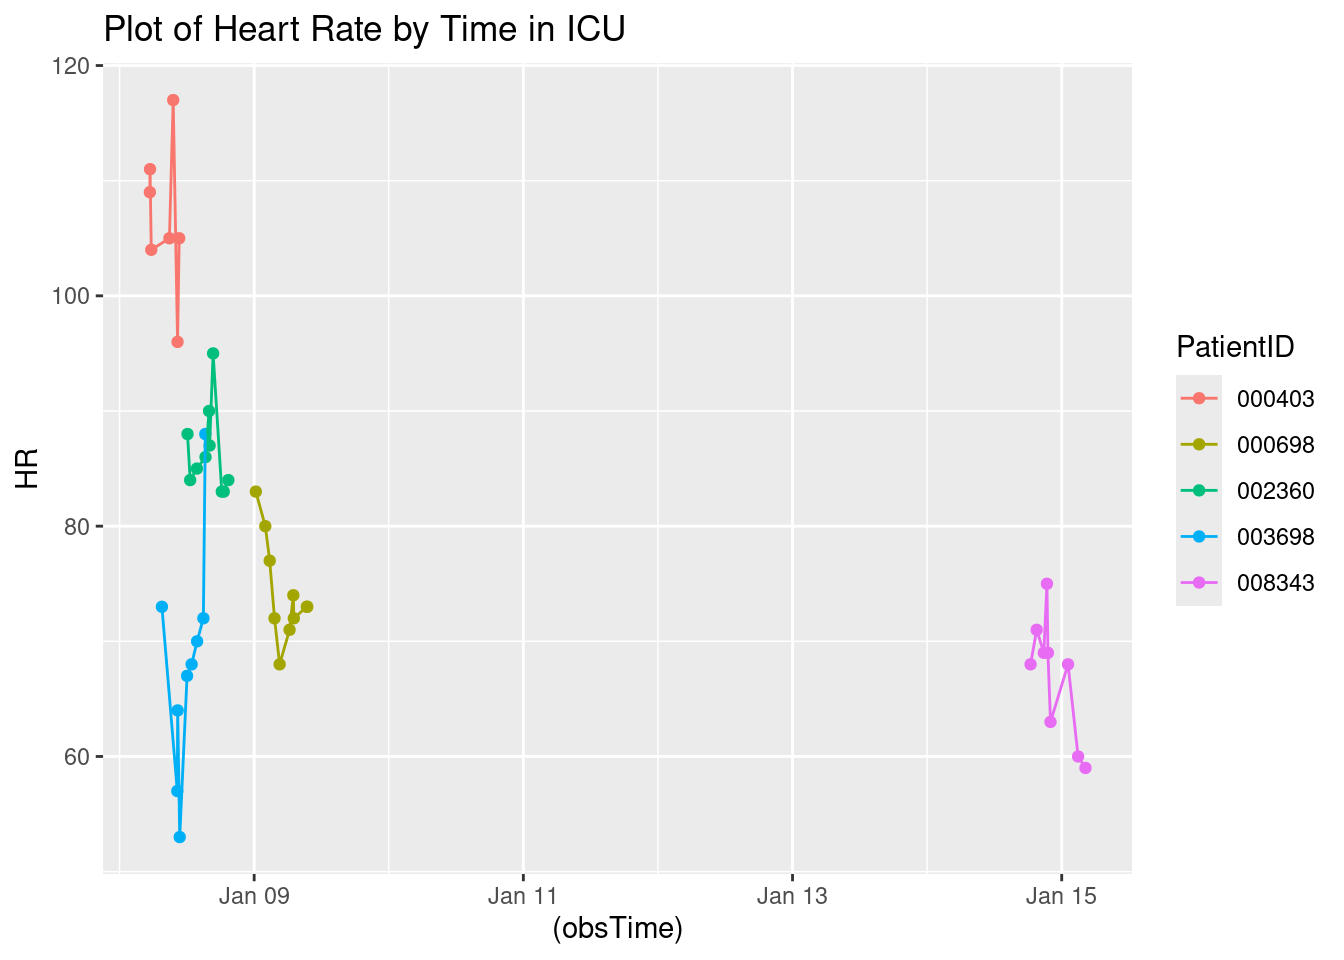 Plot of Heart Rate by Time in ICU
120
100
80
60
HR
Jan 09
Jan 11
Jan 13
Jan 15
(obsTime)
PatientID
000403
000698
002360
003698
008343